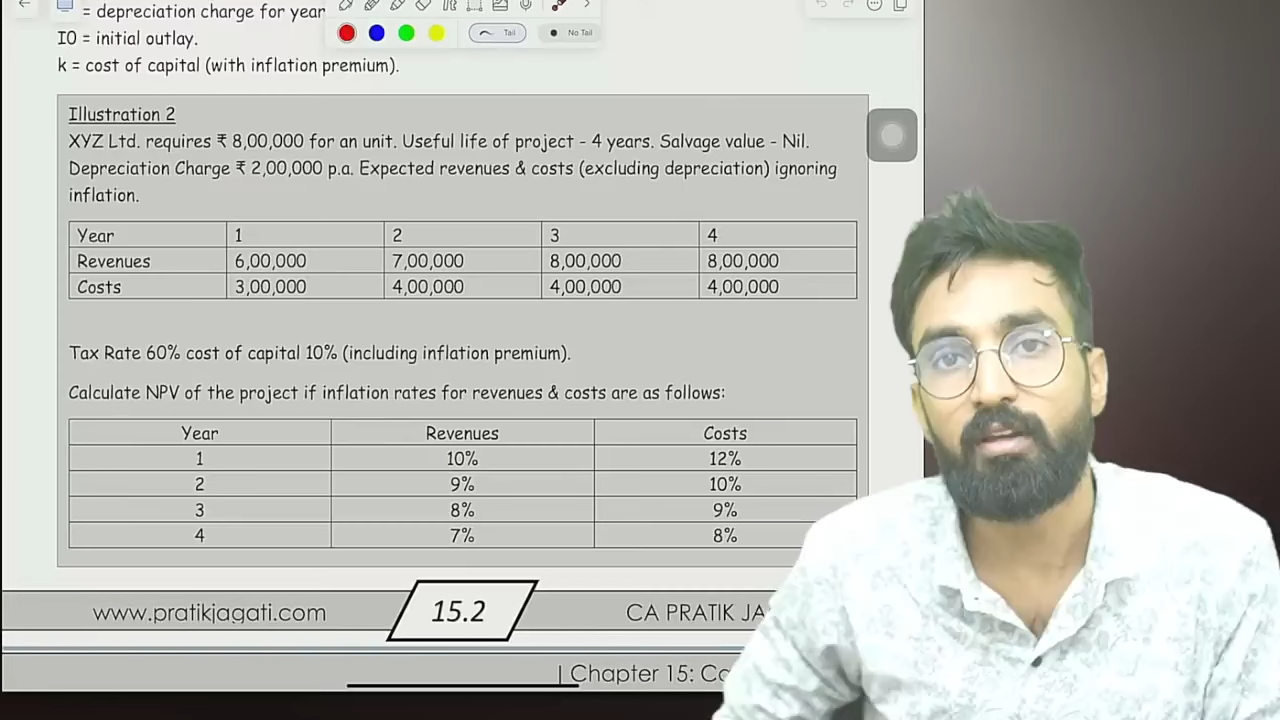 = depreciation charge for year
Tail
No Tail
I0 = initial outlay.
k = cost of capital (with inflation premium).
Illustration 2
XYZ Ltd. requires ₹ 8,00,000 for an unit. Useful life of project - 4 years. Salvage value - Nil.
Depreciation Charge ₹ 2,00,000 p.a. Expected revenues & costs (excluding depreciation) ignoring
inflation.
Year 1 2 3 4
Revenues 6,00,000 7,00,000 8,00,000 8,00,000
Costs 3,00,000 4,00,000 4,00,000 4,00,000
Tax Rate 60% cost of capital 10% (including inflation premium).
Calculate NPV of the project if inflation rates for revenues & costs are as follows:
Year Revenues Costs
1 10% 12%
2 9% 10%
3 8% 9%
4 7% 8%
www.pratikjagati.com 15.2 CA PRATIK JA
| Chapter 15: Co